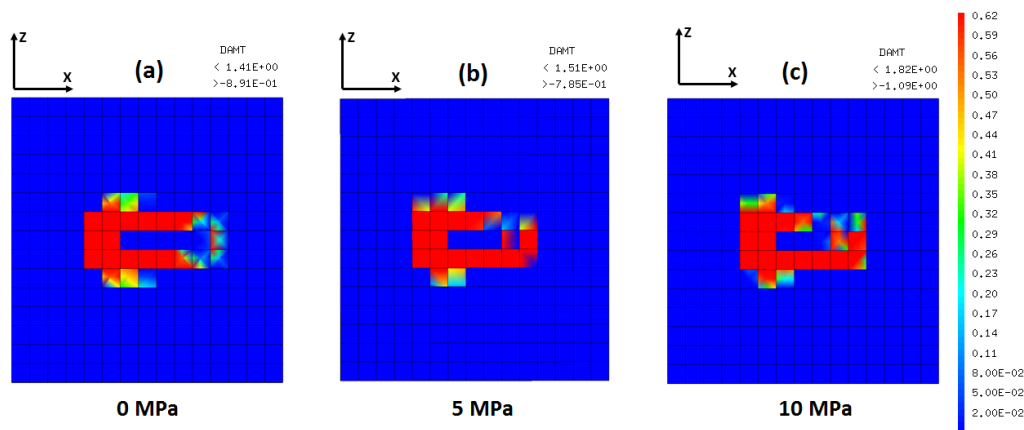 Z
X
(a)
DAMT
< 1.41E+00
>-8.91E-01
0 MPa
Z
X
(b)
DAMT
< 1.51E+00
>-7.85E-01
5 MPa
Z
X
(c)
DAMT
< 1.82E+00
>-1.09E+00
10 MPa
0.62
0.59
0.56
0.53
0.50
0.47
0.44
0.41
0.38
0.35
0.32
0.29
0.26
0.23
0.20
0.17
0.14
0.11
8.00E-02
5.00E-02
2.00E-02